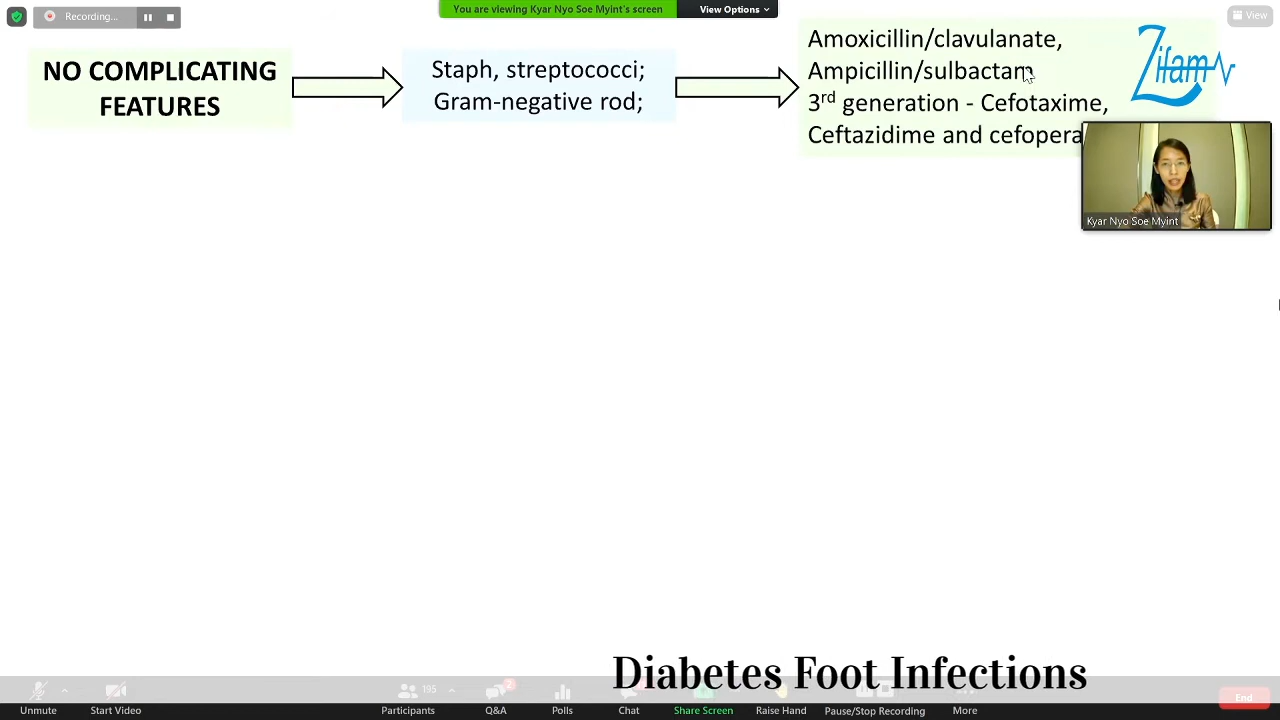 Recording...
You are viewing Kyar Nyo Soe Myint's screen
View Options
View
NO COMPLICATING
FEATURES
Staph, streptococci;
Gram-negative rod;
Amoxicillin/clavulanate,
Ampicillin/sulbactam
3rd generation - Cefotaxime,
Ceftazidime and
Zifam
Kyar Nyo Soe Myint
Diabetes Foot Infections
195
2
Unmute
Start Video
Participants
Q&A
Polls
Chat
Share Screen
Raise Hand
Pause/Stop Recording
More
End